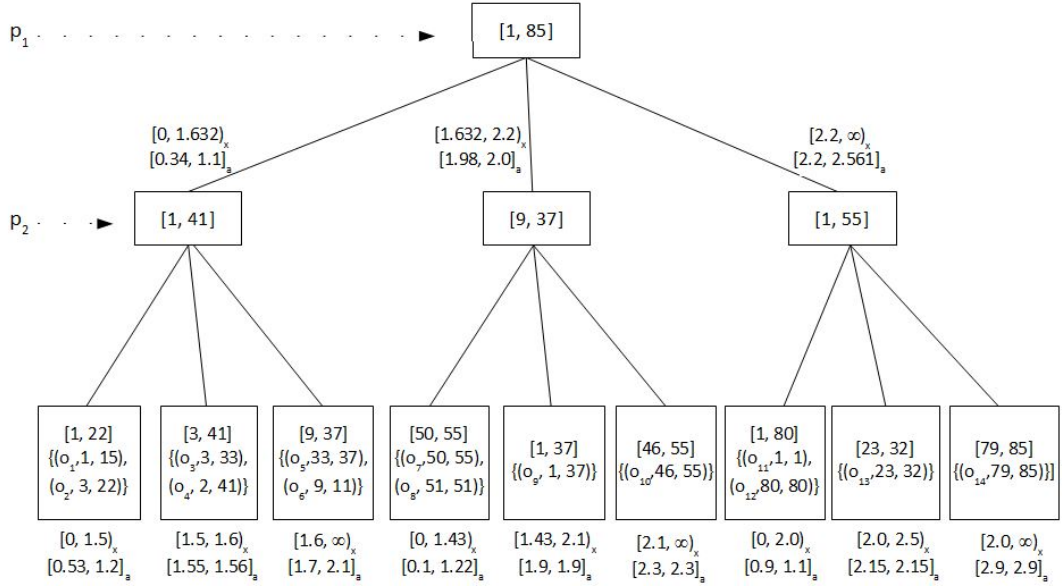 p₁
[1, 85]
[0, 1.632)ₓ
[0.34, 1.1]ₐ
[1.632, 2.2)ₓ
[1.98, 2.0]ₐ
[2.2, ∞)ₓ
[2.2, 2.561]ₐ
p₂
[1, 41]
[9, 37]
[1, 55]
[1, 22]
{(o₁,1, 15),
(o₂, 3, 22)}
[3, 41]
{(o₃,3, 33),
(o₄, 2, 41)}
[9, 37]
{(o₅,33, 37),
(o₆, 9, 11)}
[50, 55]
{(o₇,50, 55),
(o₈, 51, 51)}
[1, 37]
{(o₉, 1, 37)}
[46, 55]
{(o₁₀,46, 55)}
[1, 80]
{(o₁₁,1, 1),
(o₁₂,80, 80)}
[23, 32]
{(o₁₃,23, 32)}
[79, 85]
{(o₁₄,79, 85)}]
[0, 1.5)ₓ
[0.53, 1.2]ₐ
[1.5, 1.6)ₓ
[1.55, 1.56]ₐ
[1.6, ∞)ₓ
[1.7, 2.1]ₐ
[0, 1.43)ₓ
[0.1, 1.22]ₐ
[1.43, 2.1)ₓ
[1.9, 1.9]ₐ
[2.1, ∞)ₓ
[2.3, 2.3]ₐ
[0, 2.0)ₓ
[0.9, 1.1]ₐ
[2.0, 2.5)ₓ
[2.15, 2.15]ₐ
[2.0, ∞)ₓ
[2.9, 2.9]ₐ